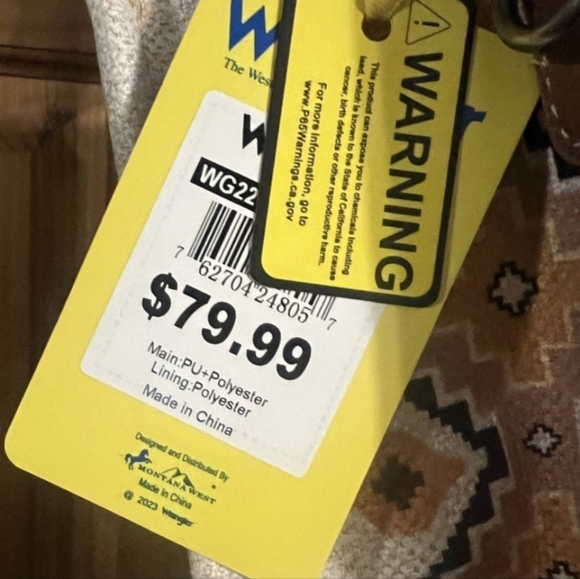 W
The Wes
W
WG22
7 62704 24805 7
$79.99
Main:PU+Polyester
Lining:Polyester
Made in China
Designed and Distributed By
MONTANA WEST
Made in China
@ 2023 Wrangler
WARNING
This product can expose you to chemicals including
lead, which is known to the State of California to cause
cancer, birth defects or other reproductive harm.
For more information, go to
www.P65Warnings.ca.gov